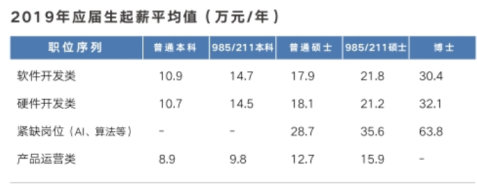 2019年应届生起薪平均值（万元/年）
职位序列 普通本科 985/211本科 普通硕士 985/211硕士 博士
软件开发类 10.9 14.7 17.9 21.8 30.4
硬件开发类 10.7 14.5 18.1 21.2 32.1
紧缺岗位（AI、算法等） - - 28.7 35.6 63.8
产品运营类 8.9 9.8 12.7 15.9 -